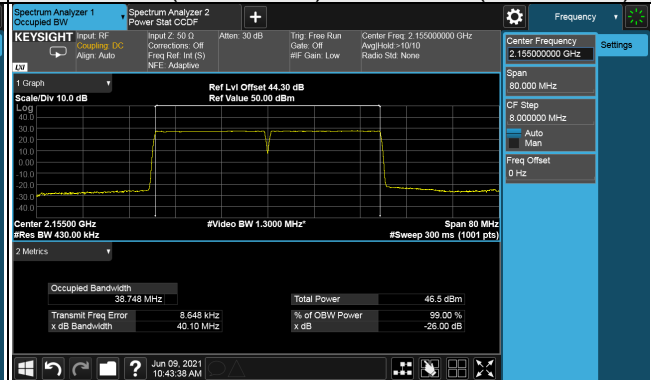 Spectrum Analyzer 1
Occupied BW
Spectrum Analyzer 2
Power Stat CCDF
Frequency
KEYSIGHT
Input: RF
Coupling: DC
Align: Auto
Input Z: 50 Ω
Corrections: Off
Freq Ref: Int (S)
NFE: Adaptive
Atten: 30 dB
Trig: Free Run
Gate: Off
#IF Gain: Low
Center Freq: 2.155000000 GHz
Avg|Hold:>10/10
Radio Std: None
LXI
Center Frequency
2.155000000 GHz
Settings
Span
80.000 MHz
CF Step
8.000000 MHz
Auto
Man
Freq Offset
0 Hz
1 Graph
Scale/Div 10.0 dB
Ref Lvl Offset 44.30 dB
Ref Value 50.00 dBm
Log
40.0
30.0
20.0
10.0
0.00
-10.0
-20.0
-30.0
-40.0
Center 2.15500 GHz
#Video BW 1.3000 MHz*
Span 80 MHz
#Res BW 430.00 kHz
#Sweep 300 ms (1001 pts)
2 Metrics
Occupied Bandwidth
38.748 MHz
Total Power 46.5 dBm
Transmit Freq Error 8.648 kHz
% of OBW Power 99.00 %
x dB Bandwidth 40.10 MHz
x dB -26.00 dB
?
Jun 09, 2021
10:43:38 AM